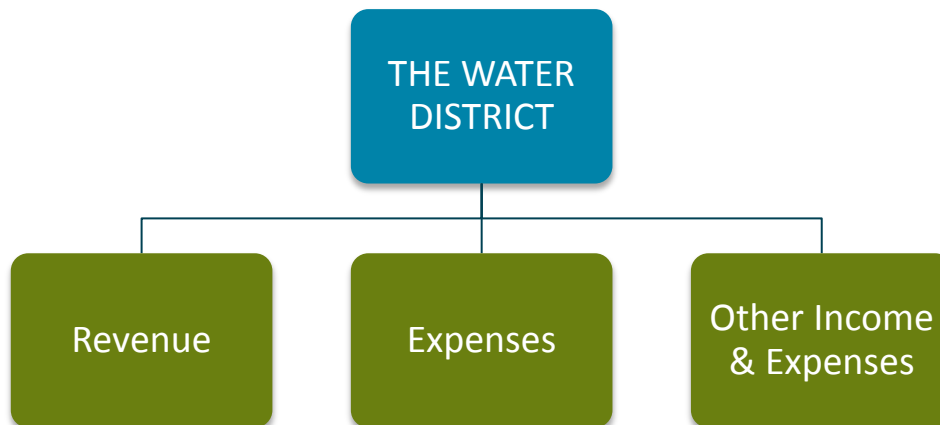 THE WATER
DISTRICT
Revenue
Expenses
Other Income
& Expenses